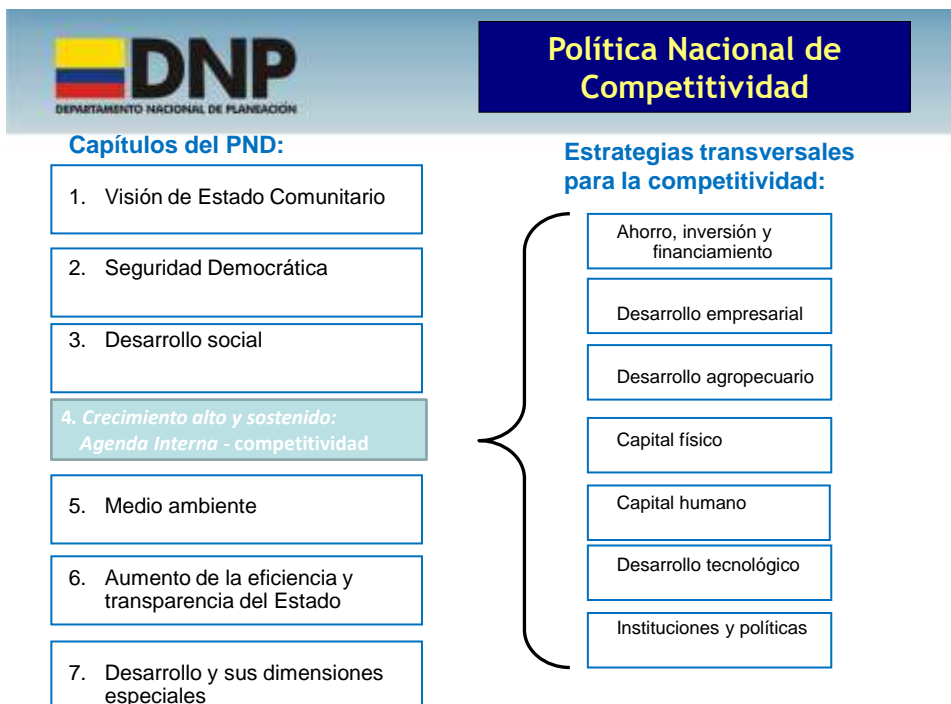 DNP
DEPARTAMENTO NACIONAL DE PLANEACIÓN
Política Nacional de
Competitividad
Capítulos del PND:
1. Visión de Estado Comunitario
2. Seguridad Democrática
3. Desarrollo social
4. Crecimiento alto y sostenido:
Agenda Interna - competitividad
5. Medio ambiente
6. Aumento de la eficiencia y
transparencia del Estado
7. Desarrollo y sus dimensiones
especiales
Estrategias transversales
para la competitividad:
Ahorro, inversión y
financiamiento
Desarrollo empresarial
Desarrollo agropecuario
Capital físico
Capital humano
Desarrollo tecnológico
Instituciones y políticas